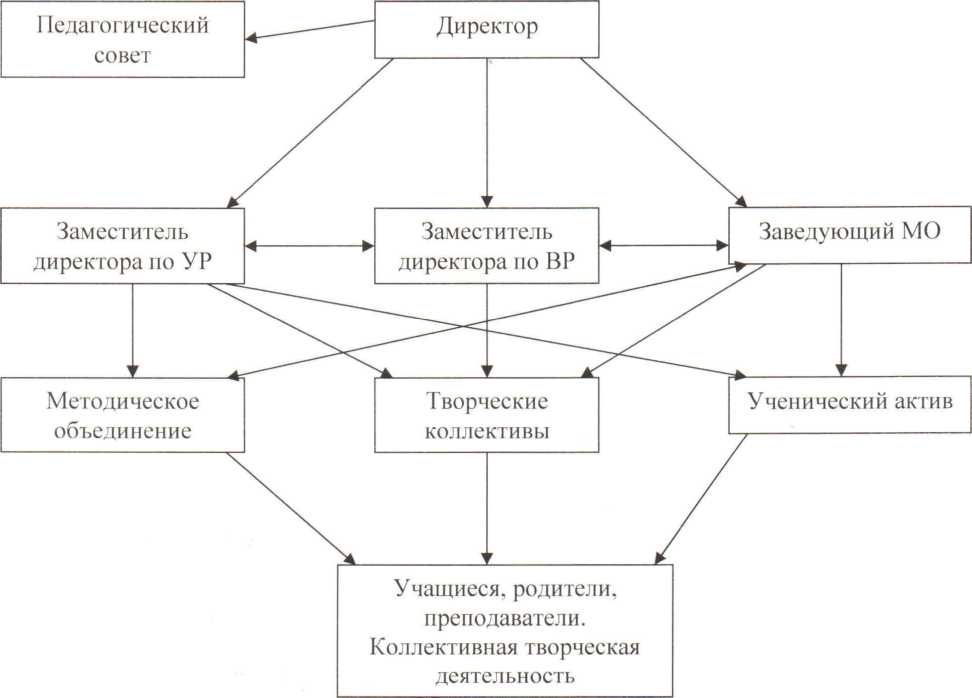 Педагогический
совет
Директор
Заместитель
директора по УР
Заместитель
директора по ВР
Заведующий МО
Методическое
объединение
Творческие
коллективы
Ученический актив
Учащиеся, родители,
преподаватели.
Коллективная творческая
деятельность